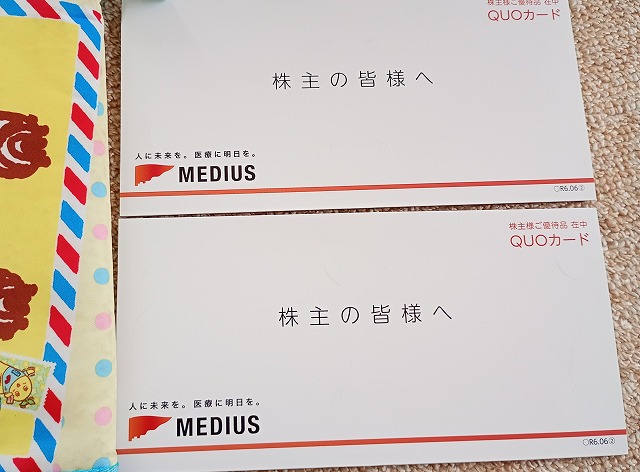 株主様ご優待品 在中
QUOカード
株主の皆様へ
人に未来を。医療に明日を。
MEDIUS
○R6.06②
株主様ご優待品 在中
QUOカード
株主の皆様へ
人に未来を。医療に明日を。
MEDIUS
○R6.06②